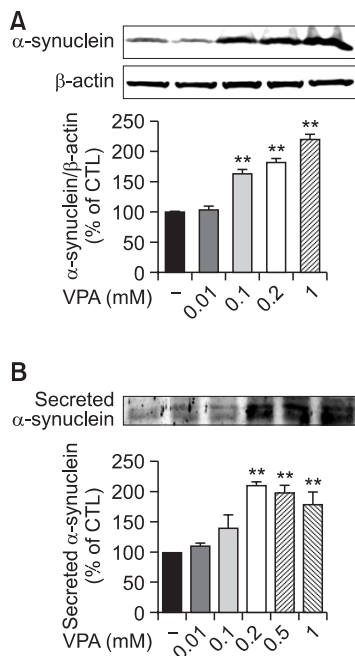 A
α-synuclein
β-actin
α-synuclein/β-actin
(% of CTL)
250
200
150
100
50
0
** ** **
VPA (mM) – 0.01 0.1 0.2 1
B
Secreted
α-synuclein
Secreted α-synuclein
(% of CTL)
250
200
150
100
50
0
** ** **
VPA (mM) – 0.01 0.1 0.2 0.5 1